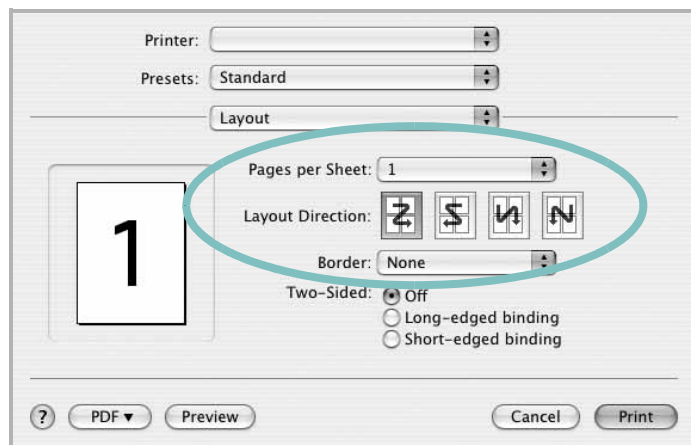 Printer:
Presets: Standard
Layout
Pages per Sheet: 1
Layout Direction:
1
Border: None
Two-Sided: Off
Long-edged binding
Short-edged binding
? PDF▼ Preview Cancel Print